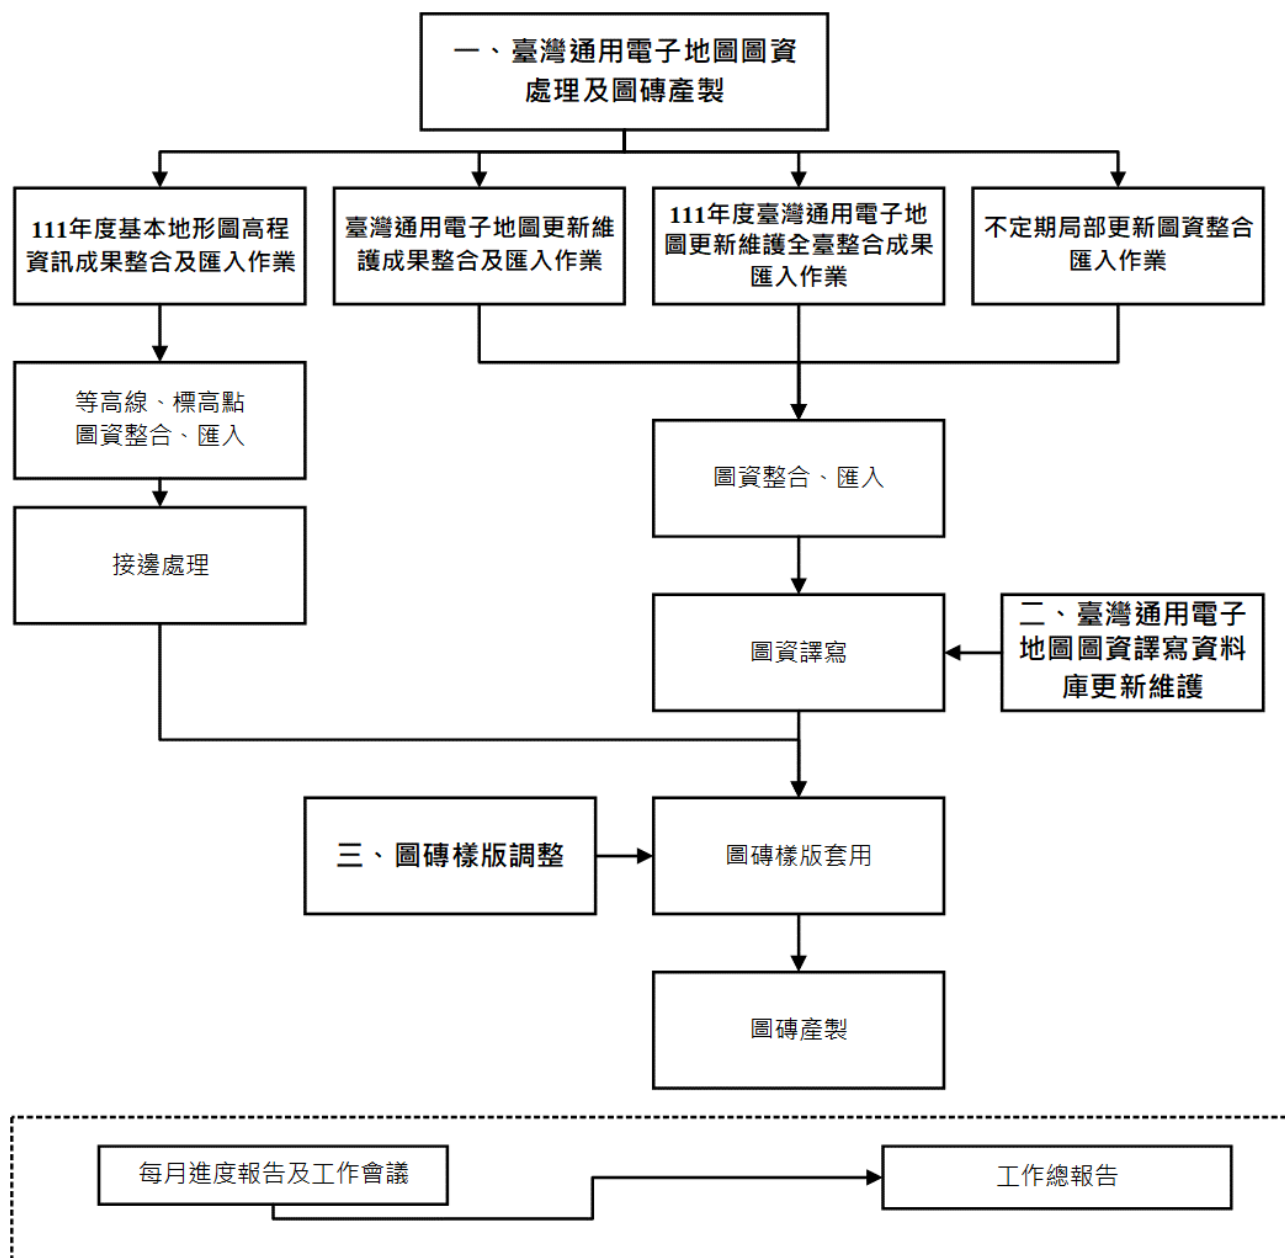 一、臺灣通用電子地圖圖資
處理及圖磚產製
111年度基本地形圖高程
資訊成果整合及匯入作業
臺灣通用電子地圖更新維
護成果整合及匯入作業
111年度臺灣通用電子地
圖更新維護全臺整合成果
匯入作業
不定期局部更新圖資整合
匯入作業
等高線、標高點
圖資整合、匯入
圖資整合、匯入
接邊處理
圖資譯寫
二、臺灣通用電子
地圖圖資譯寫資料
庫更新維護
三、圖磚樣版調整
圖磚樣版套用
圖磚產製
每月進度報告及工作會議
工作總報告